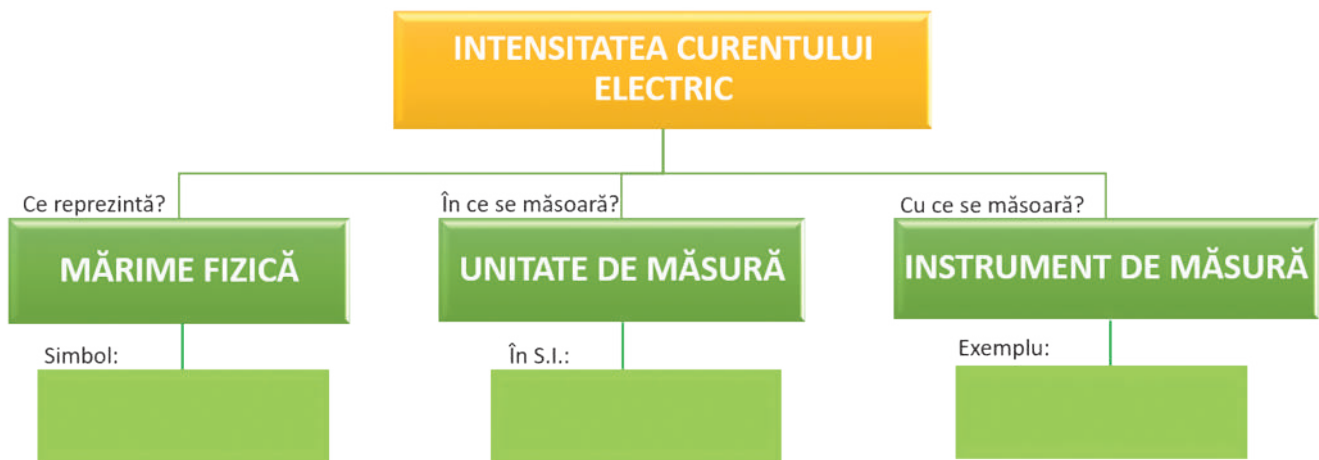 INTENSITATEA CURENTULUI
ELECTRIC
Ce reprezintă?
MĂRIME FIZICĂ
Simbol:
În ce se măsoară?
UNITATE DE MĂSURĂ
În S.I.:
Cu ce se măsoară?
INSTRUMENT DE MĂSURĂ
Exemplu: